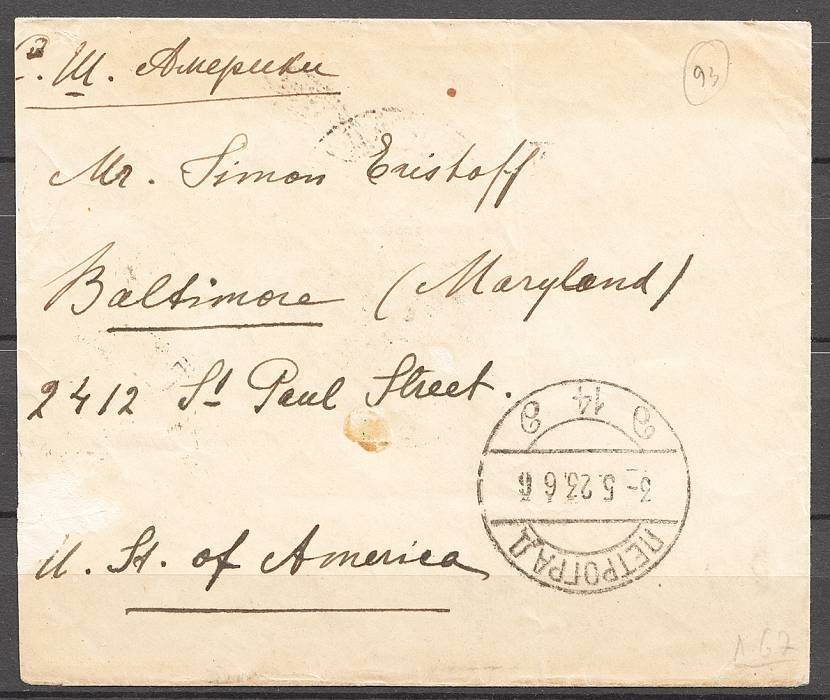 С. Ш. Америки
93
Mr. Simon Eristoff
Baltimore (Maryland)
2412 St Paul Street.
U. St. of America
ПЕТРОГРАД
3-5.23.6
14